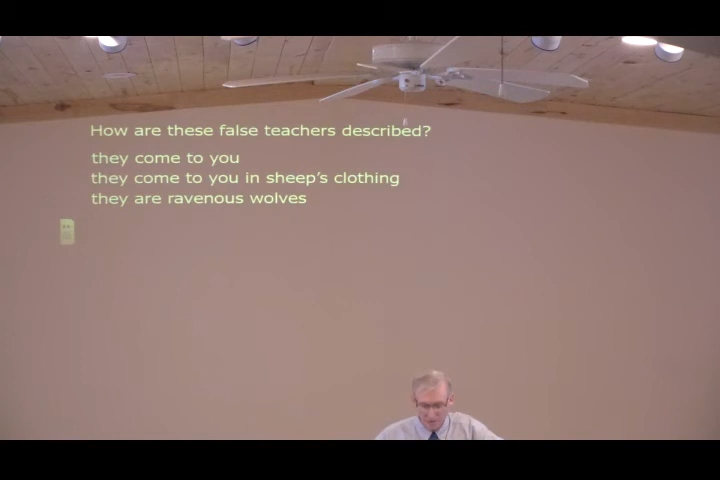 How are these false teachers described?
they come to you
they come to you in sheep's clothing
they are ravenous wolves